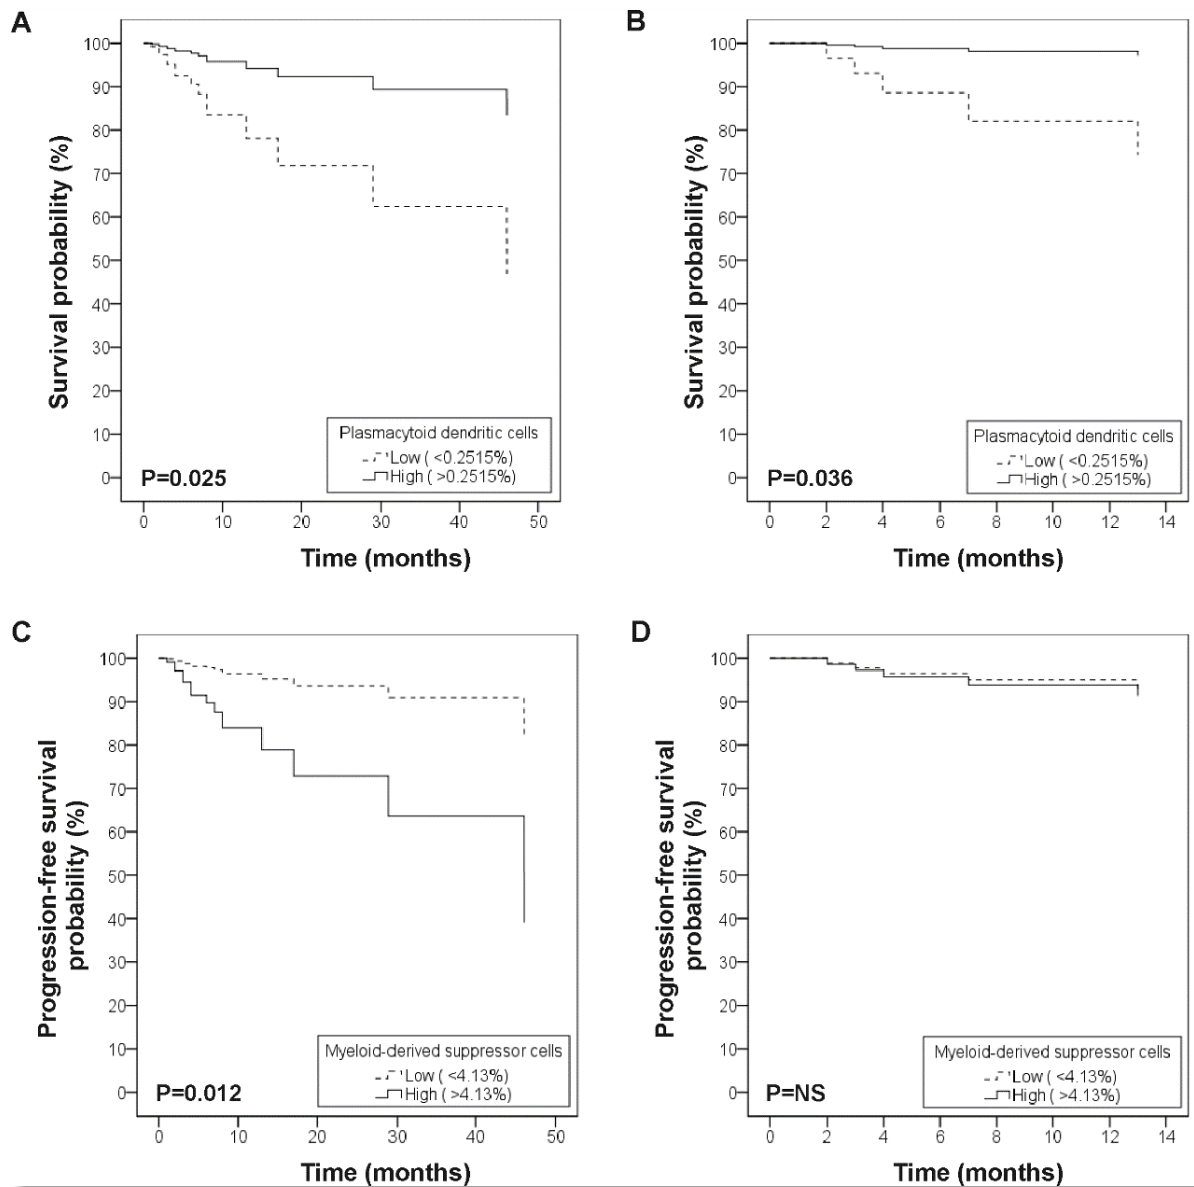 A
100
90
80
70
60
50
40
30
20
10
0
Survival probability (%)
Plasmacytoid dendritic cells
Low ( <0.2515%)
High ( >0.2515%)
P=0.025
0 10 20 30 40 50
Time (months)
B
100
90
80
70
60
50
40
30
20
10
0
Survival probability (%)
Plasmacytoid dendritic cells
Low ( <0.2515%)
High ( >0.2515%)
P=0.036
0 2 4 6 8 10 12 14
Time (months)
C
100
90
80
70
60
50
40
30
20
10
0
Progression-free survival
probability (%)
Myeloid-derived suppressor cells
Low ( <4.13%)
High ( >4.13%)
P=0.012
0 10 20 30 40 50
Time (months)
D
100
90
80
70
60
50
40
30
20
10
0
Progression-free survival
probability (%)
Myeloid-derived suppressor cells
Low ( <4.13%)
High ( >4.13%)
P=NS
0 2 4 6 8 10 12 14
Time (months)